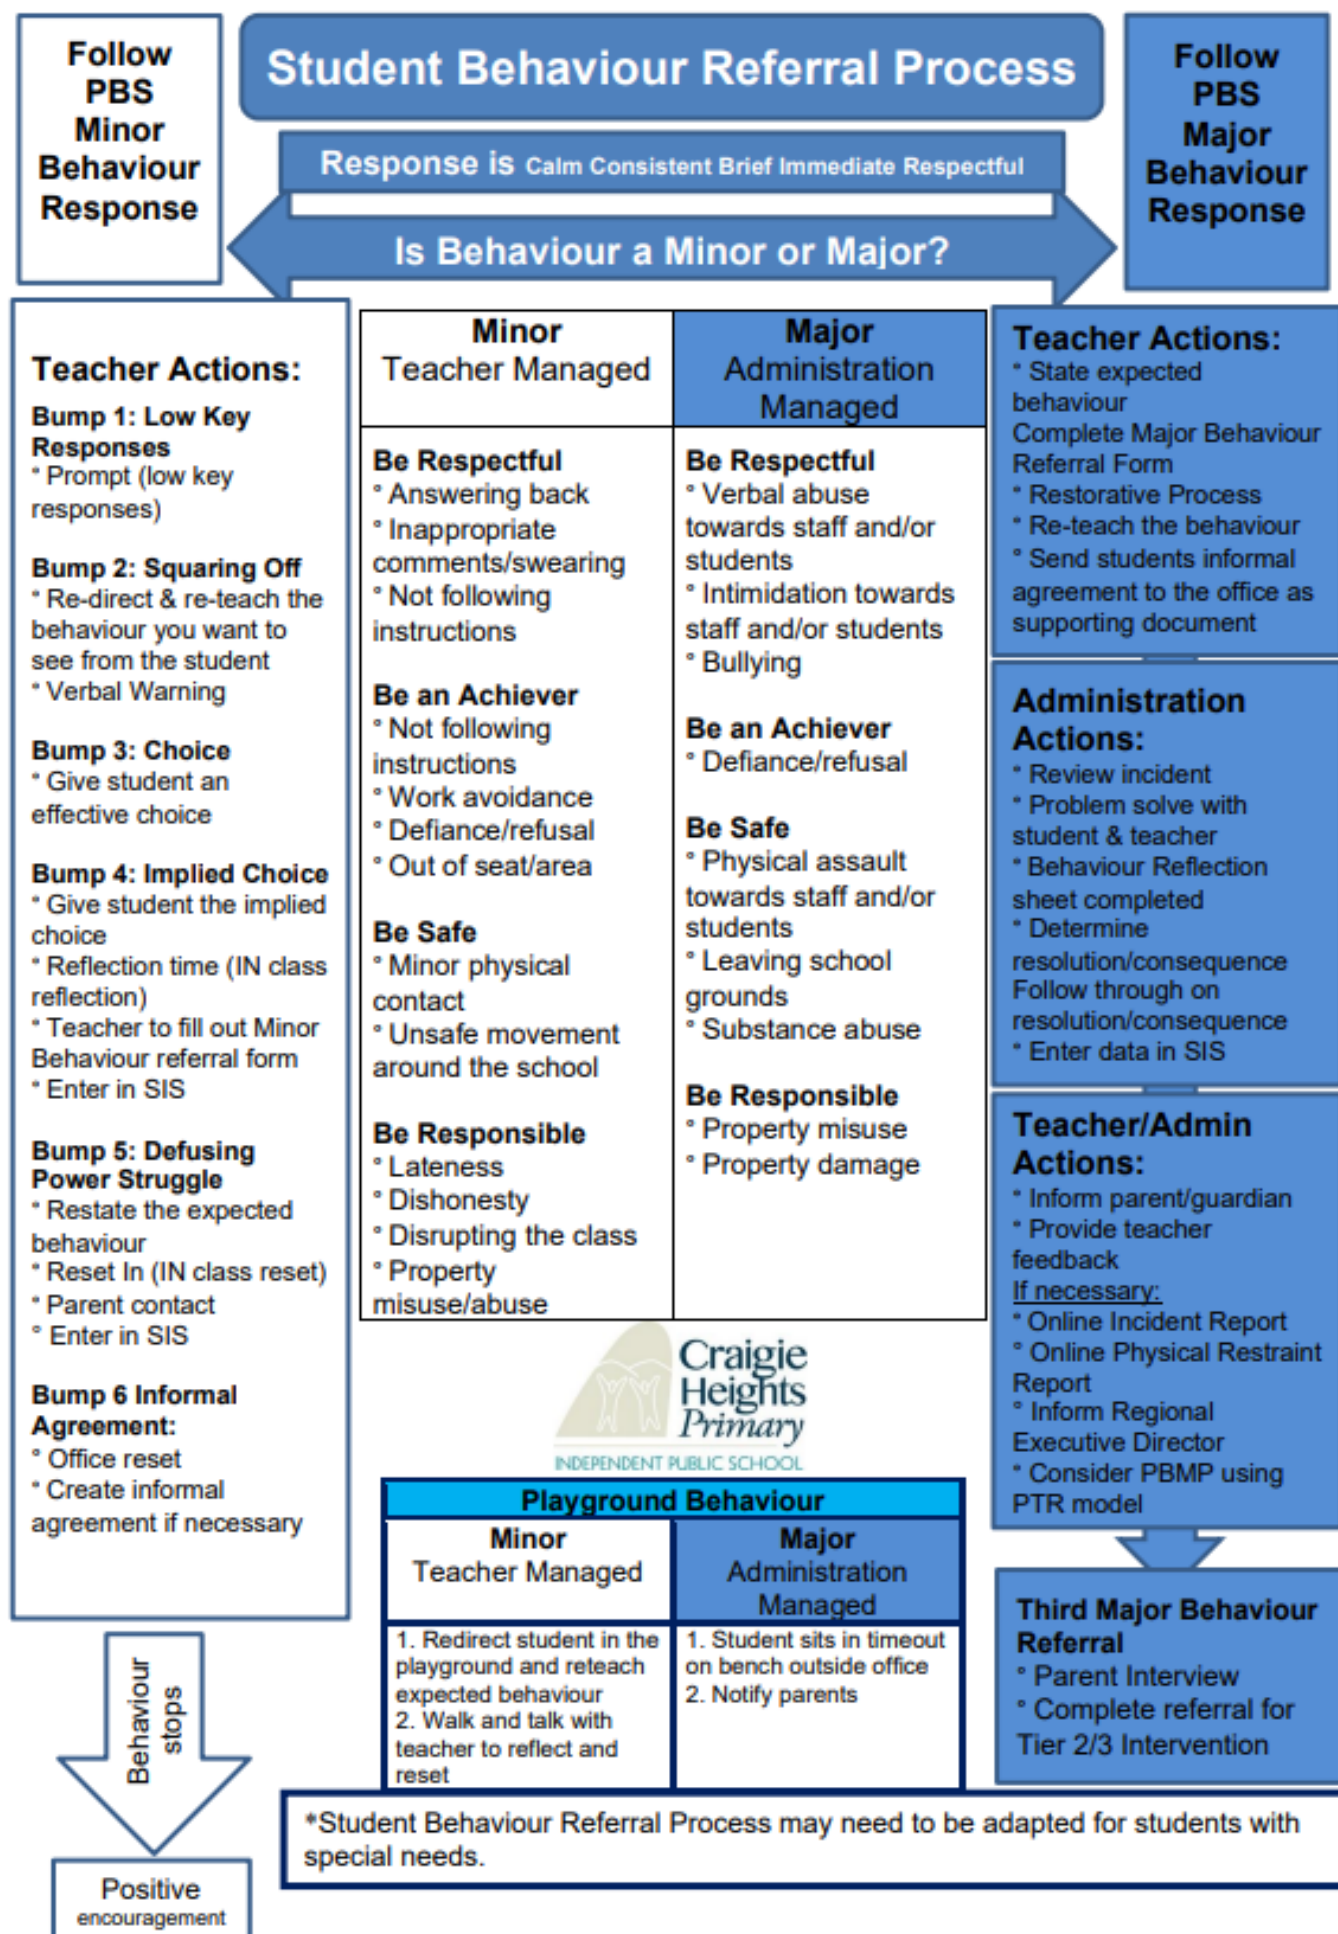 Follow
PBS
Minor
Behaviour
Response
Student Behaviour Referral Process
Response is Calm Consistent Brief Immediate Respectful
Is Behaviour a Minor or Major?
Follow
PBS
Major
Behaviour
Response
Teacher Actions:
Bump 1: Low Key
Responses
° Prompt (low key
responses)
Bump 2: Squaring Off
° Re-direct & re-teach the
behaviour you want to
see from the student
° Verbal Warning
Bump 3: Choice
° Give student an
effective choice
Bump 4: Implied Choice
° Give student the implied
choice
° Reflection time (IN class
reflection)
° Teacher to fill out Minor
Behaviour referral form
° Enter in SIS
Bump 5: Defusing
Power Struggle
° Restate the expected
behaviour
° Reset In (IN class reset)
° Parent contact
° Enter in SIS
Bump 6 Informal
Agreement:
° Office reset
° Create informal
agreement if necessary
Behaviour
stops
Positive
encouragement
Minor
Teacher Managed
Be Respectful
° Answering back
° Inappropriate
comments/swearing
° Not following
instructions
Be an Achiever
° Not following
instructions
° Work avoidance
° Defiance/refusal
° Out of seat/area
Be Safe
° Minor physical
contact
° Unsafe movement
around the school
Be Responsible
° Lateness
° Dishonesty
° Disrupting the class
° Property
misuse/abuse
Major
Administration
Managed
Be Respectful
° Verbal abuse
towards staff and/or
students
° Intimidation towards
staff and/or students
° Bullying
Be an Achiever
° Defiance/refusal
Be Safe
° Physical assault
towards staff and/or
students
° Leaving school
grounds
° Substance abuse
Be Responsible
° Property misuse
° Property damage
Craigie
Heights
Primary
INDEPENDENT PUBLIC SCHOOL
Playground Behaviour
Minor
Teacher Managed
1. Redirect student in the
playground and reteach
expected behaviour
2. Walk and talk with
teacher to reflect and
reset
Major
Administration
Managed
1. Student sits in timeout
on bench outside office
2. Notify parents
Teacher Actions:
° State expected
behaviour
Complete Major Behaviour
Referral Form
° Restorative Process
° Re-teach the behaviour
° Send students informal
agreement to the office as
supporting document
Administration
Actions:
° Review incident
° Problem solve with
student & teacher
° Behaviour Reflection
sheet completed
° Determine
resolution/consequence
Follow through on
resolution/consequence
° Enter data in SIS
Teacher/Admin
Actions:
° Inform parent/guardian
° Provide teacher
feedback
If necessary:
° Online Incident Report
° Online Physical Restraint
Report
° Inform Regional
Executive Director
° Consider PBMP using
PTR model
Third Major Behaviour
Referral
° Parent Interview
° Complete referral for
Tier 2/3 Intervention
*Student Behaviour Referral Process may need to be adapted for students with
special needs.